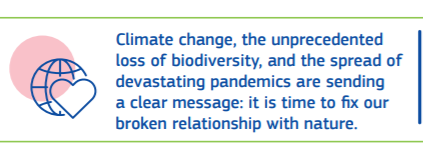 Climate change, the unprecedented
loss of biodiversity, and the spread of
devastating pandemics are sending
a clear message: it is time to fix our
broken relationship with nature.